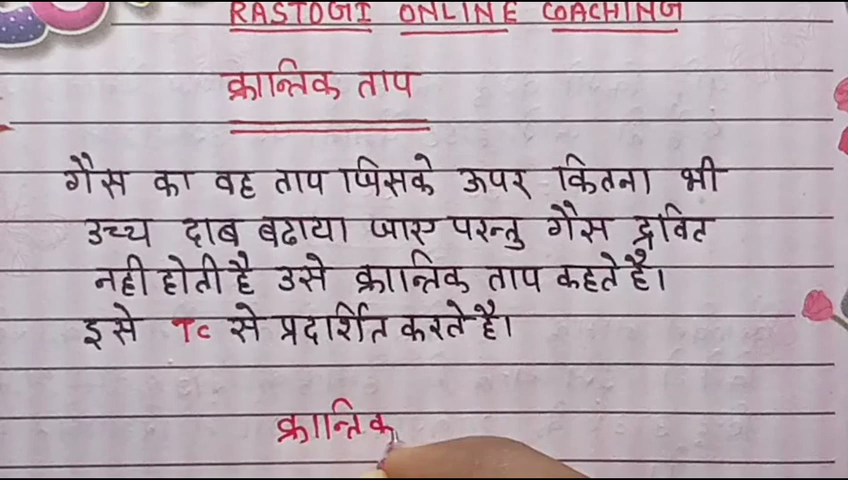 RASTOGI ONLINE COACHING
क्रान्तिक ताप
गैस का वह ताप जिसके ऊपर कितना भी
उच्च दाब बढाया जाए परन्तु गैस द्रवित
नही होती है उसे क्रान्तिक ताप कहते है।
इसे Tc से प्रदर्शित करते है।
क्रान्तिक